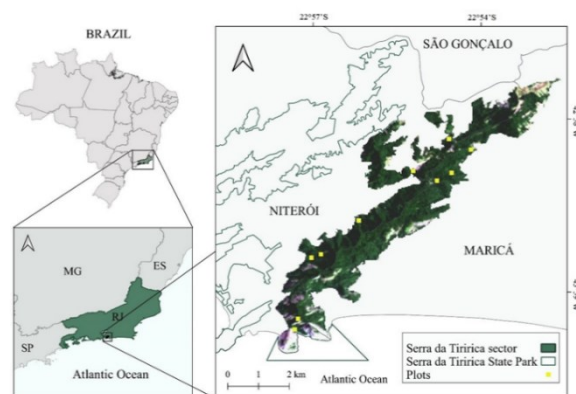 BRAZIL
22°57' 22°54'
SÃO GONÇALO
NITERÓI
MARICÁ
MG
ES
RJ
SP
Atlantic Ocean
Serra da Tiririca sector
Serra da Tiririca State Park
Plots
0 1 2 km
Atlantic Ocean